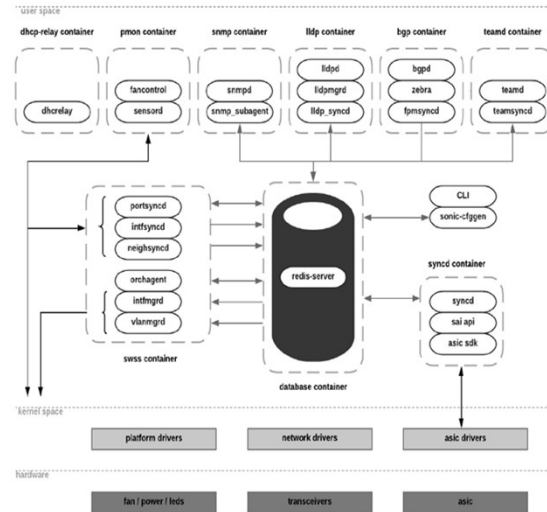 user space
dhcp-relay container
pmon container
snmp container
lldp container
bgp container
teamd container
dhcrelay
fancontrol
sensord
snmpd
snmp_subagent
lldpd
lldpmgrd
lldp_syncd
bgpd
zebra
fpmsyncd
teamd
teamsyncd
portsyncd
intfsyncd
neighsyncd
orchagent
intfmgrd
vlanmgrd
swss container
redis-server
database container
CLI
sonic-cfggen
syncd container
syncd
sai api
asic sdk
kernel space
platform drivers
network drivers
asic drivers
hardware
fan / power / leds
transceivers
asic